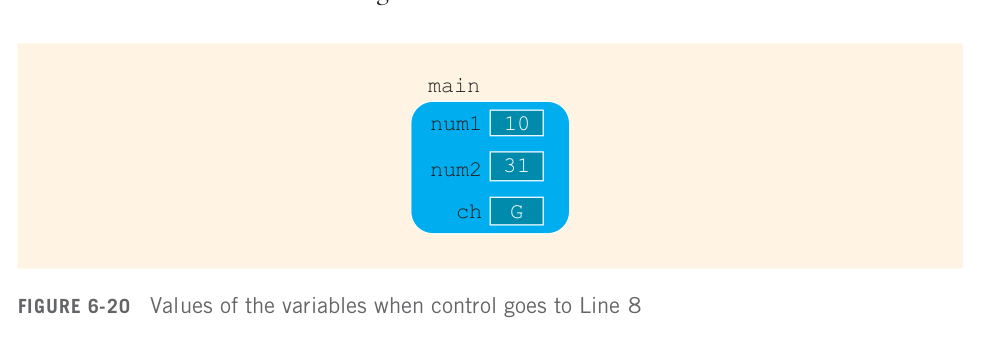 main
num1 10
num2 31
ch G
FIGURE 6-20 Values of the variables when control goes to Line 8